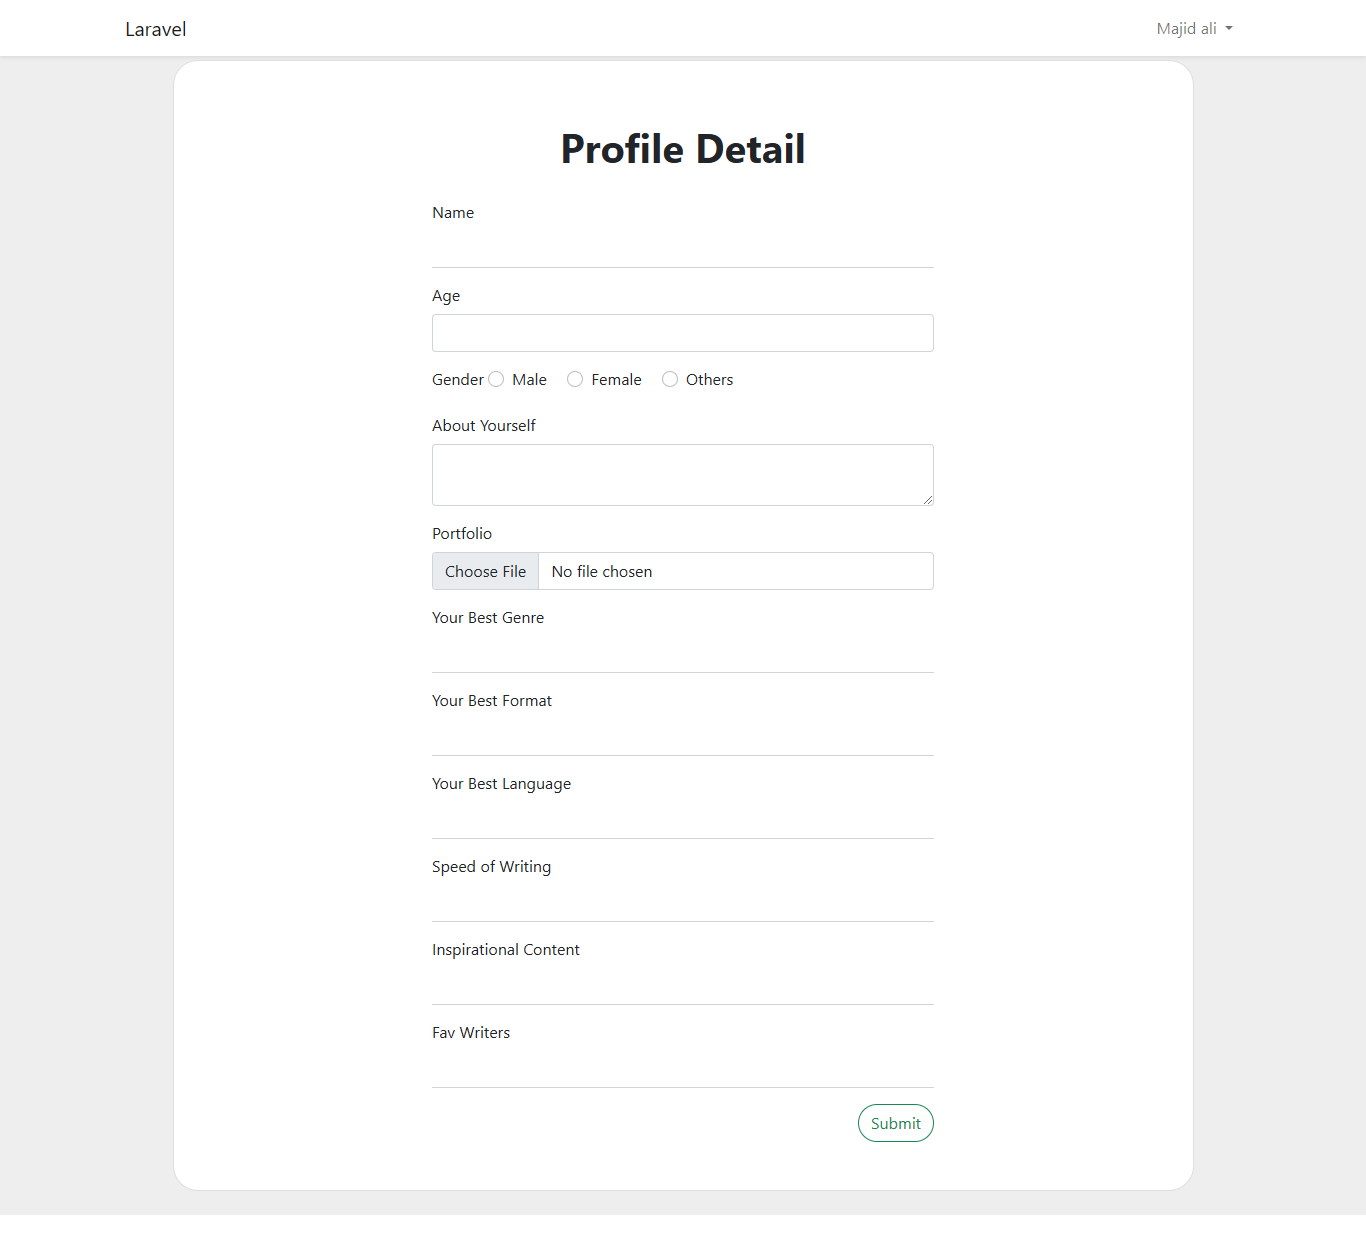 Laravel
Majid ali
Profile Detail
Name
Age
Gender Male Female Others
About Yourself
Portfolio
Choose File No file chosen
Your Best Genre
Your Best Format
Your Best Language
Speed of Writing
Inspirational Content
Fav Writers
Submit